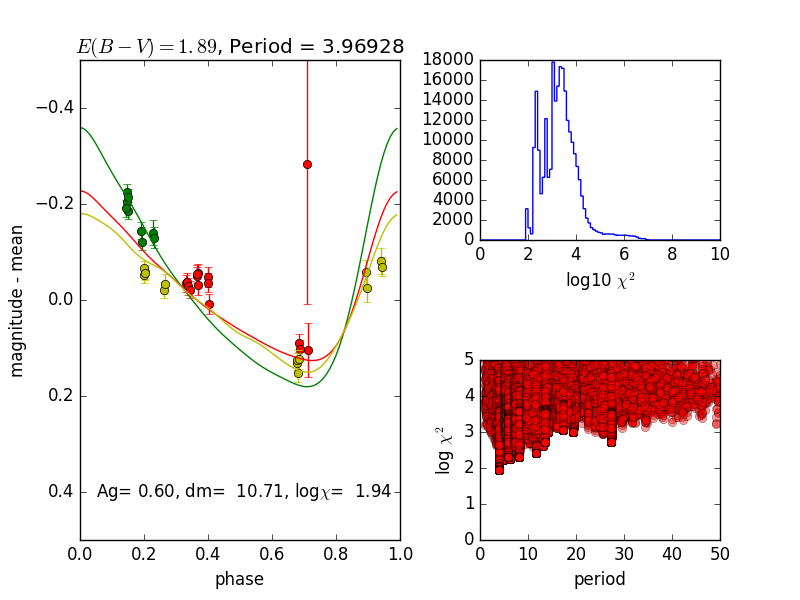 E(B − V) = 1.89, Period = 3.96928
−0.4
−0.2
0.0
0.2
0.4
magnitude - mean
Ag= 0.60, dm= 10.71, logχ= 1.94
0.0 0.2 0.4 0.6 0.8 1.0
phase
18000
16000
14000
12000
10000
8000
6000
4000
2000
0
0 2 4 6 8 10
log10 χ²
5
4
3
2
1
0
log χ²
0 10 20 30 40 50
period